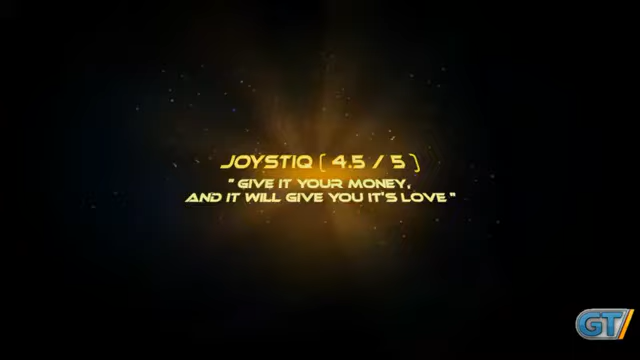 JOYSTIQ [ 4.5 / 5 ]
" GIVE IT YOUR MONEY,
AND IT WILL GIVE YOU IT'S LOVE "
GT